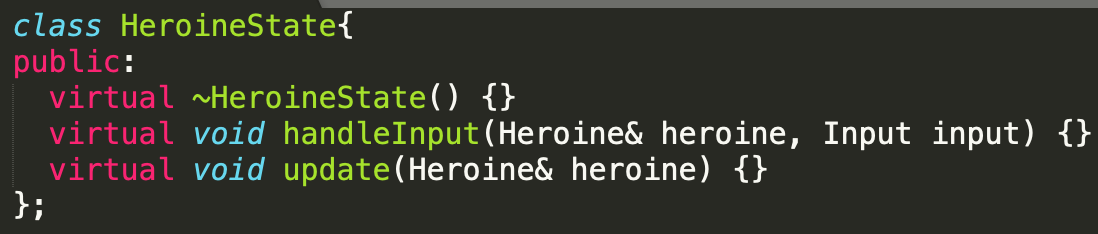 class HeroineState{
public:
  virtual ~HeroineState() {}
  virtual void handleInput(Heroine& heroine, Input input) {}
  virtual void update(Heroine& heroine) {}
};